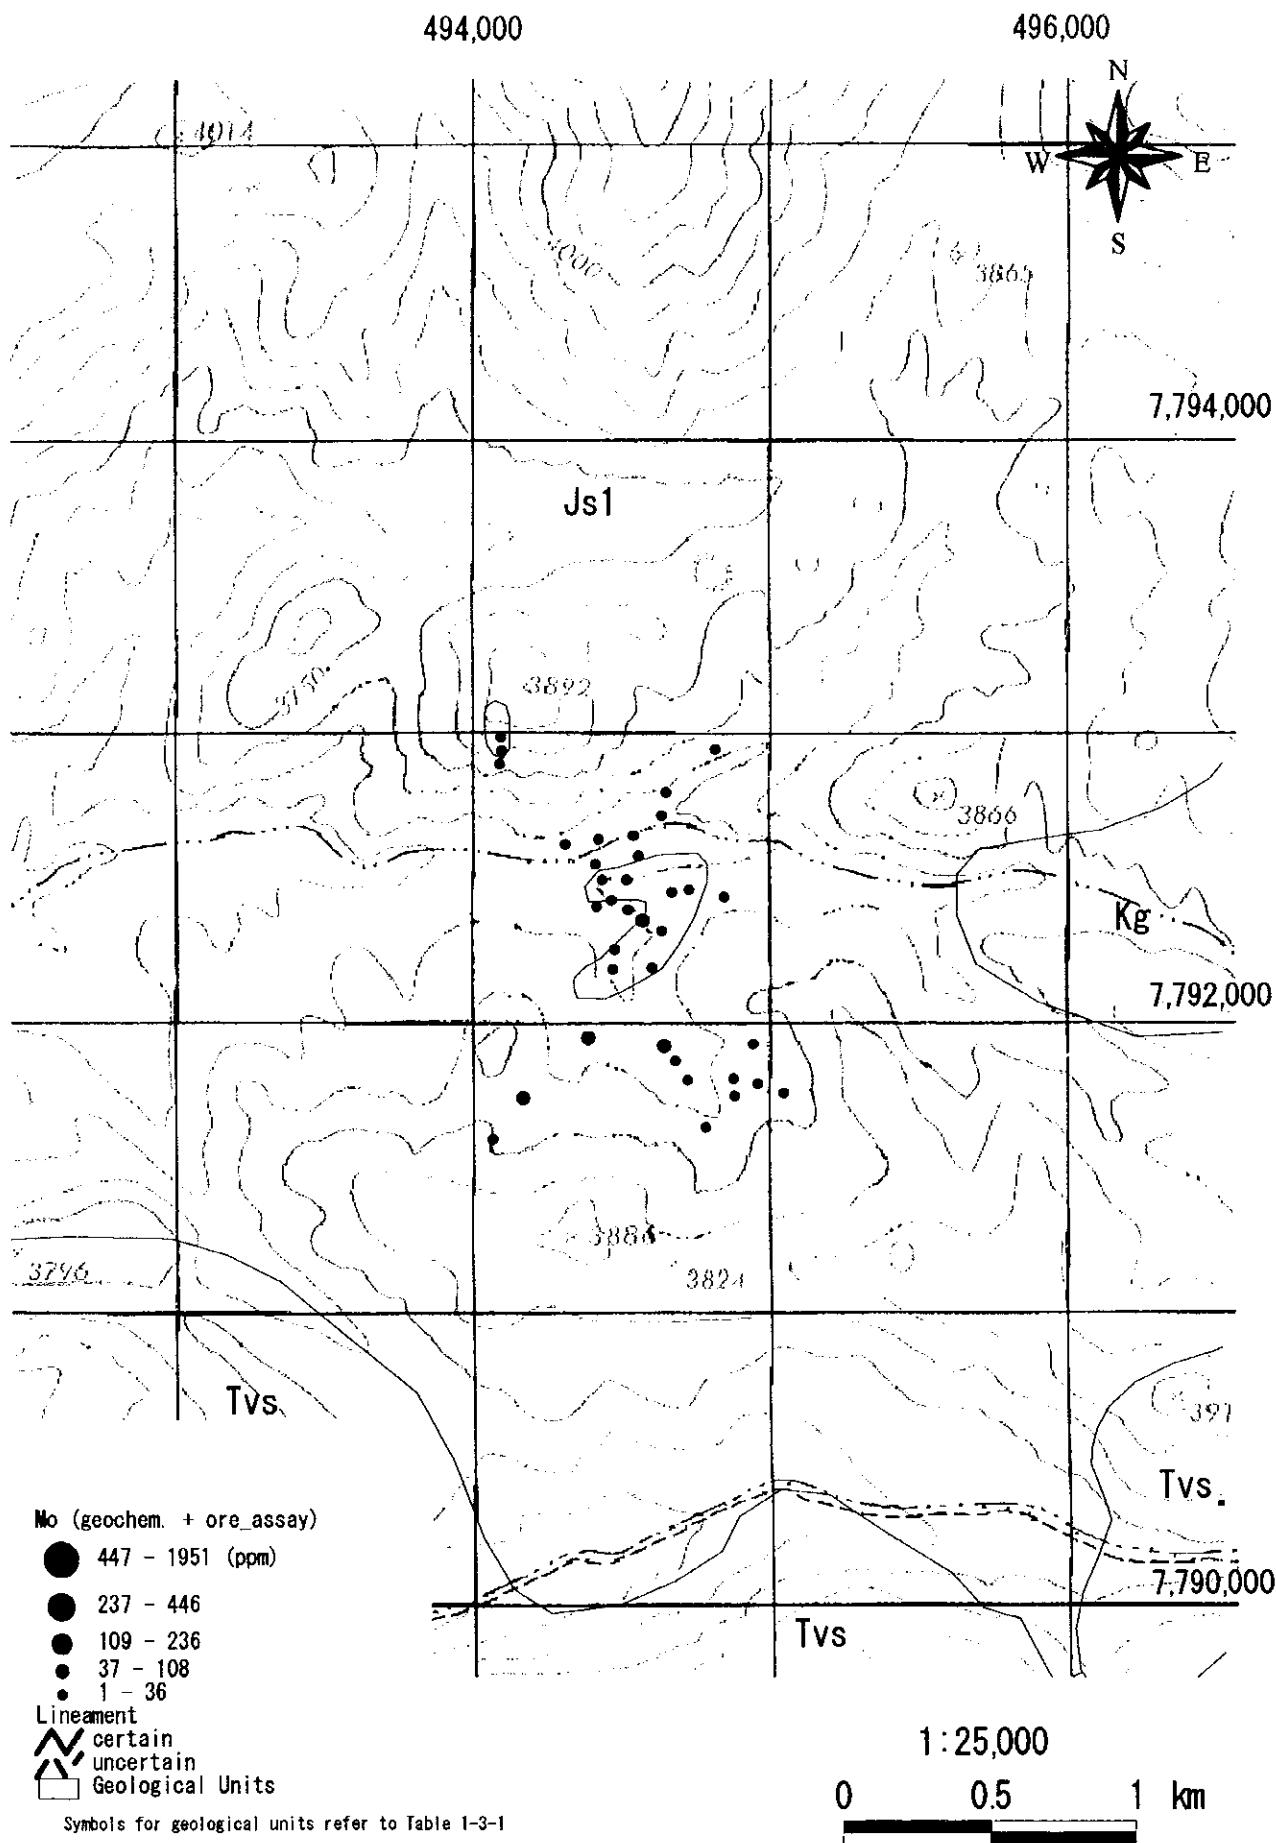 494,000 496,000
N
4014
W E
S
4000
3865
7,794,000
Js1
3750
3892
3866
Kg
7,792,000
3886
3796
3824
Tvs
391
Tvs
Mo (geochem. + ore_assay)
447 - 1951 (ppm)
7,790,000
237 - 446
Tvs
109 - 236
37 - 108
1 - 36
Lineament
certain
uncertain
1:25,000
Geological Units
0 0.5 1 km
Symbols for geological units refer to Table 1-3-1